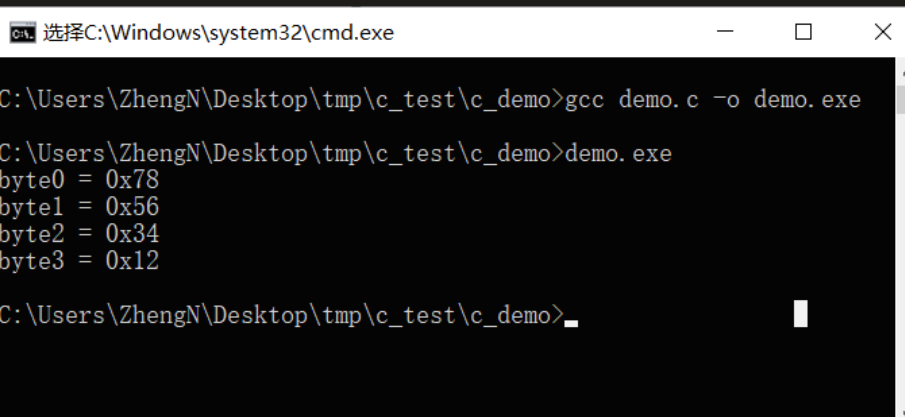 选择C:\Windows\system32\cmd.exe
C:\Users\ZhengN\Desktop\tmp\c_test\c_demo>gcc demo.c -o demo.exe
C:\Users\ZhengN\Desktop\tmp\c_test\c_demo>demo.exe
byte0 = 0x78
byte1 = 0x56
byte2 = 0x34
byte3 = 0x12
C:\Users\ZhengN\Desktop\tmp\c_test\c_demo>